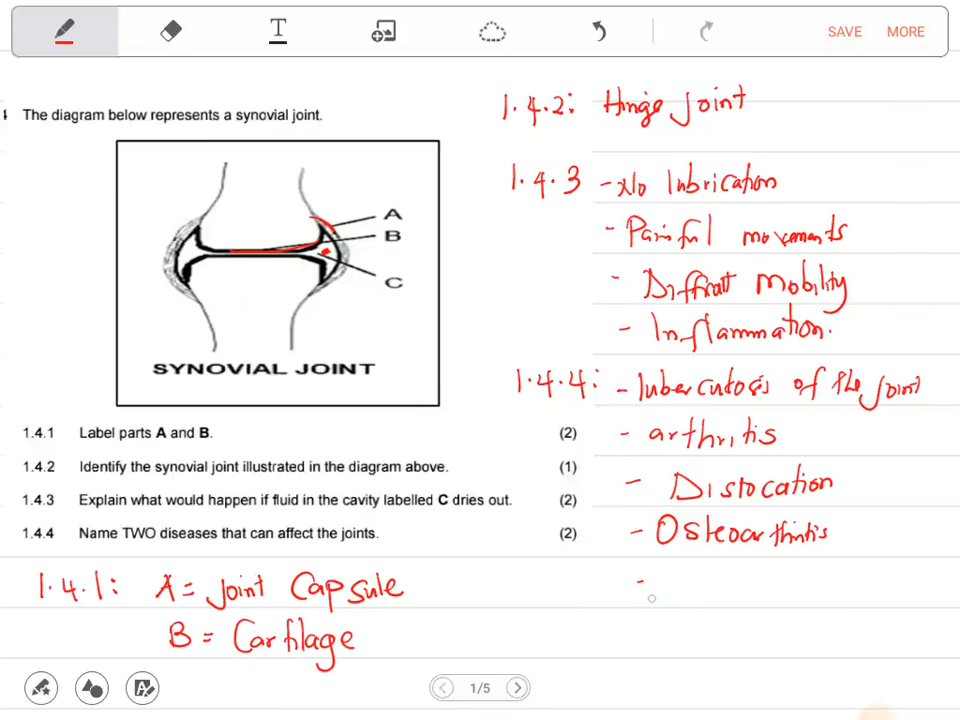 T
SAVE
MORE
4 The diagram below represents a synovial joint.
A
B
C
SYNOVIAL JOINT
1.4.1 Label parts A and B. (2)
1.4.2 Identify the synovial joint illustrated in the diagram above. (1)
1.4.3 Explain what would happen if fluid in the cavity labelled C dries out. (2)
1.4.4 Name TWO diseases that can affect the joints. (2)
1.4.1: A = Joint Capsule
B = Cartilage
1.4.2: Hinge Joint
1.4.3 - No lubrication
- Painful movements
- Mobility
- Inflammation.
1.4.4: - Tuberculosis of the Joint
- arthritis
- Dislocation
- Osteoarthritis
-
A
1/5